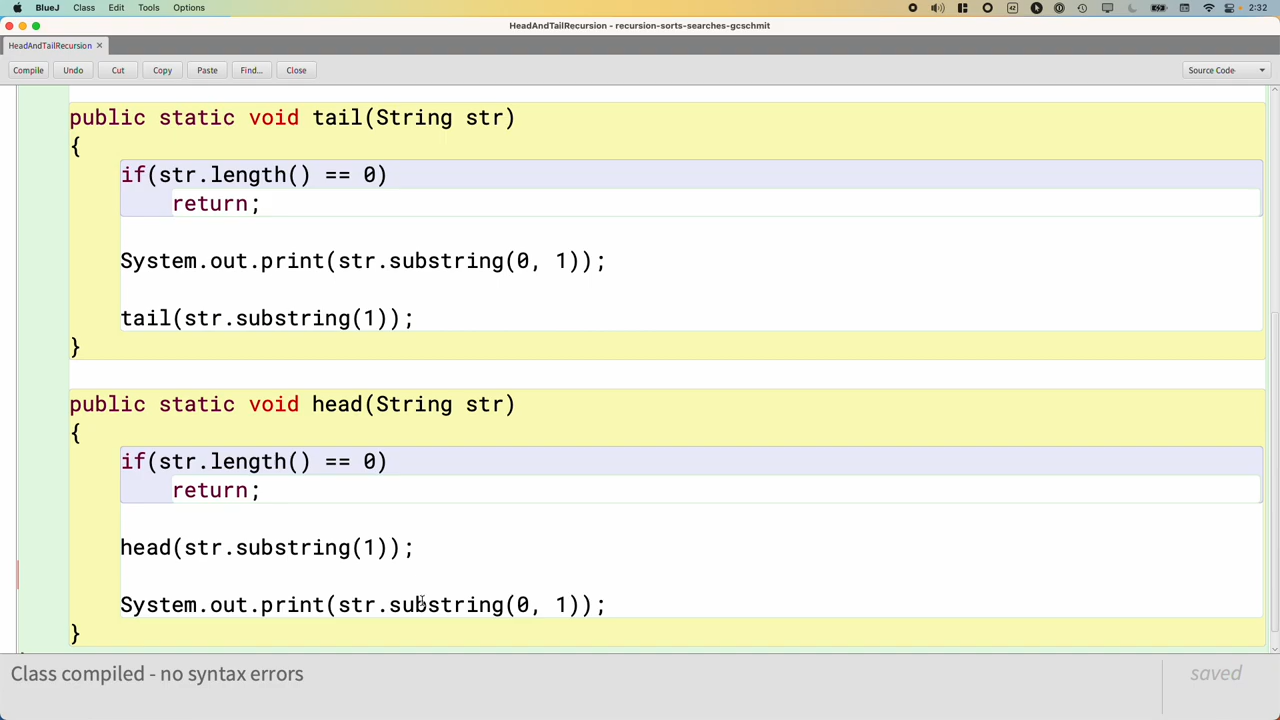 BlueJ Class Edit Tools Options 42 2:32
HeadAndTailRecursion - recursion-sorts-searches-gcschmit
HeadAndTailRecursion ×
Compile Undo Cut Copy Paste Find... Close Source Code
public static void tail(String str)
{
if(str.length() == 0)
return;
System.out.print(str.substring(0, 1));
tail(str.substring(1));
}
public static void head(String str)
{
if(str.length() == 0)
return;
head(str.substring(1));
System.out.print(str.substring(0, 1));
}
Class compiled - no syntax errors
saved